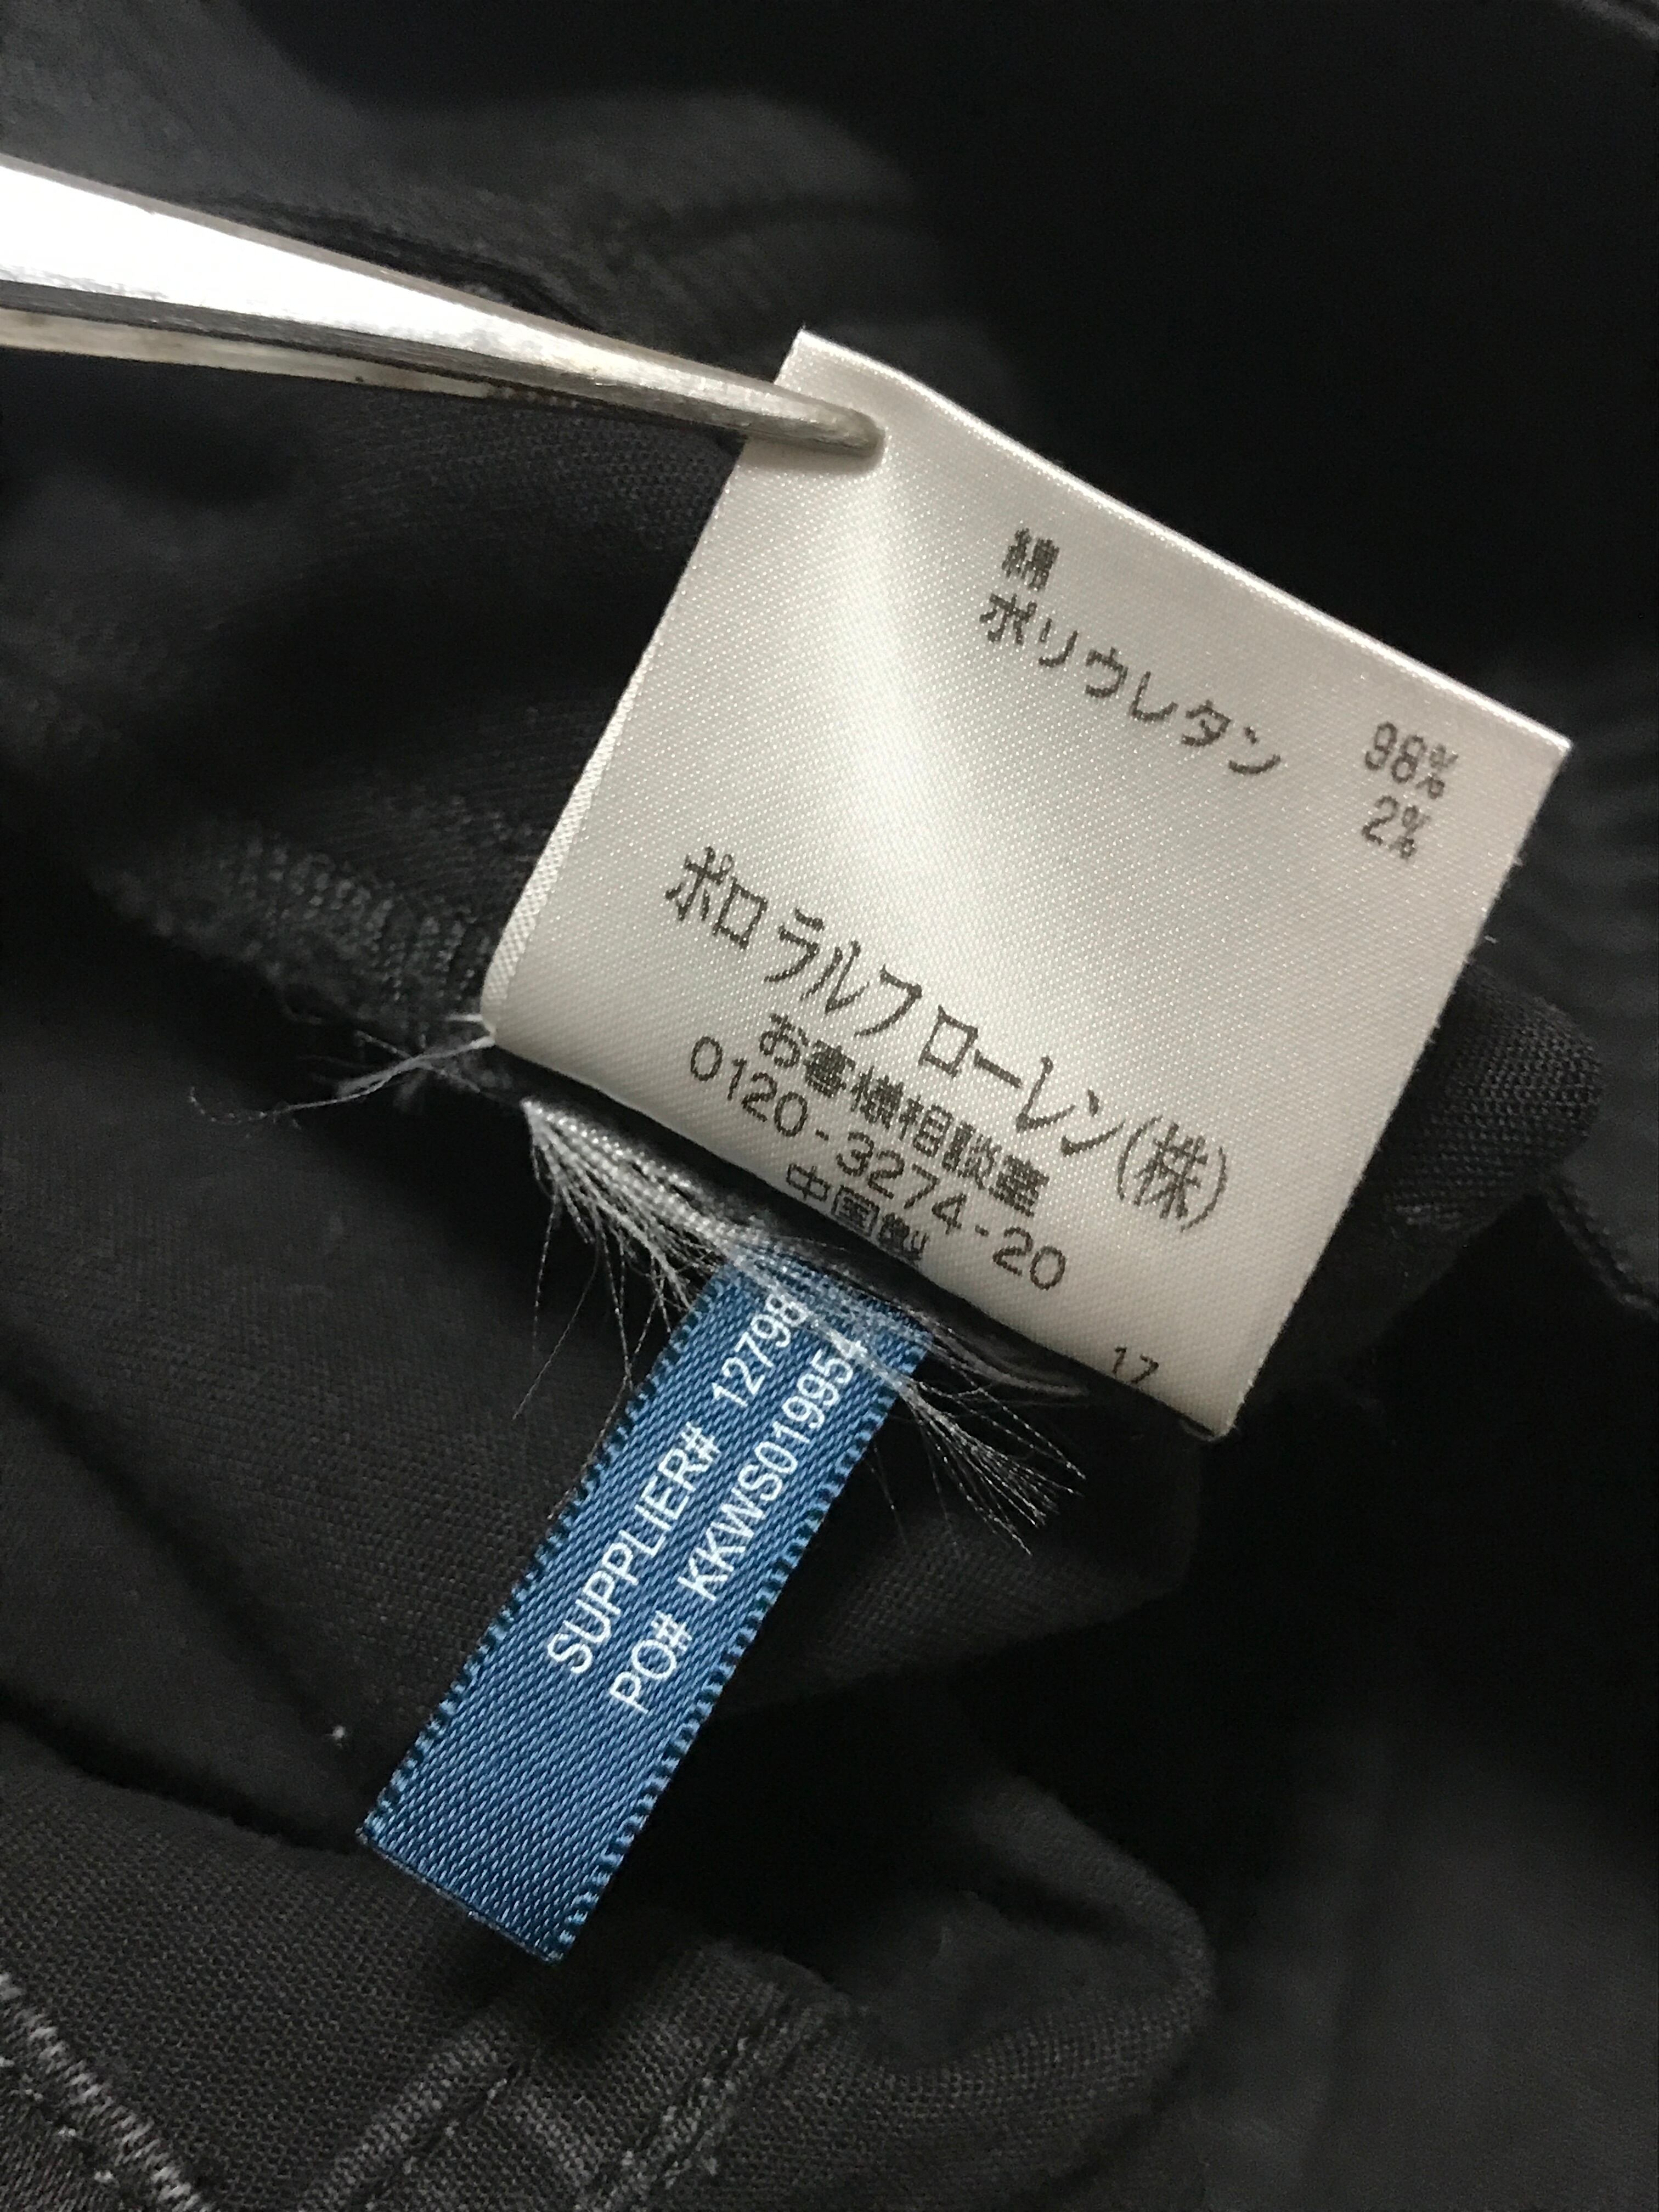 綿 98%
ポリウレタン 2%
ポロ ラルフ ローレン(株)
お客様相談室
0120-3274-20
中国製
17
SUPPLIER# 12798
PO# KKWS019954